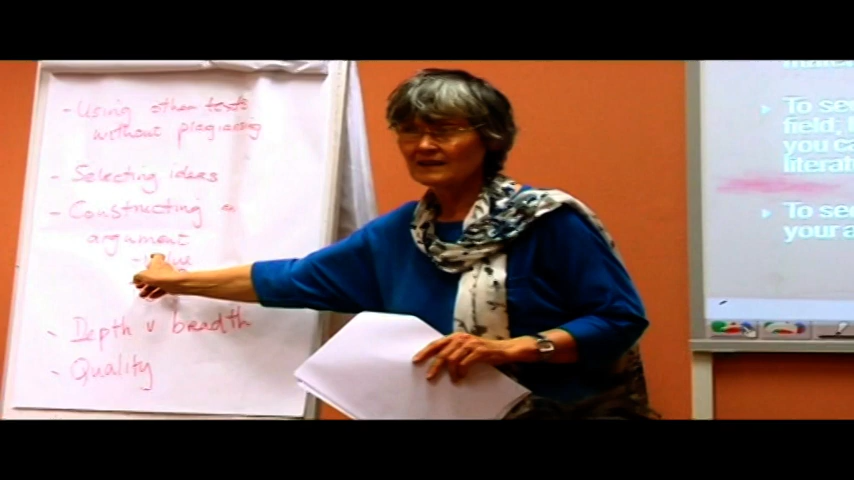 - Using other texts
without plagiarising
- Selecting ideas
- Constructing an
argument
- Depth v breadth
- Quality
To se
field,
you ca
litera
To se
your a